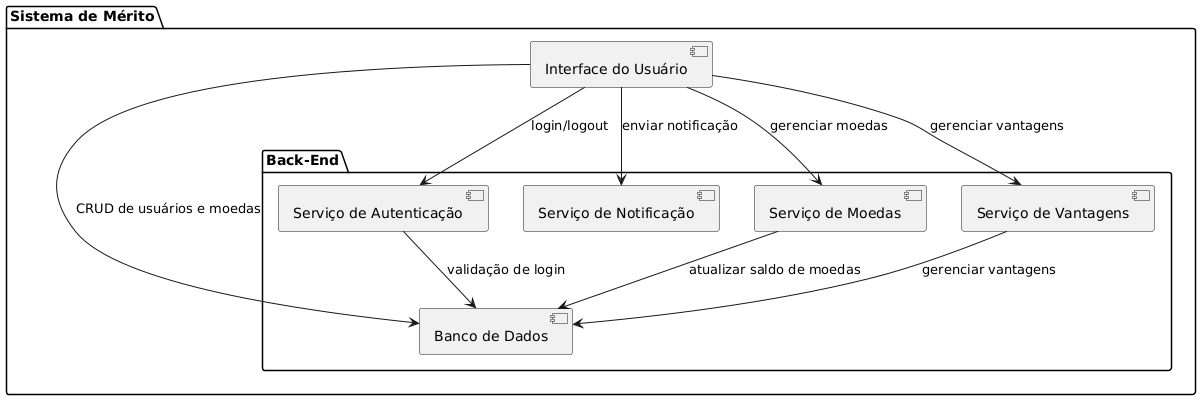 Sistema de Mérito
Interface do Usuário
login/logout
enviar notificação
gerenciar moedas
gerenciar vantagens
Back-End
Serviço de Autenticação
Serviço de Notificação
Serviço de Moedas
Serviço de Vantagens
CRUD de usuários e moedas
validação de login
atualizar saldo de moedas
gerenciar vantagens
Banco de Dados